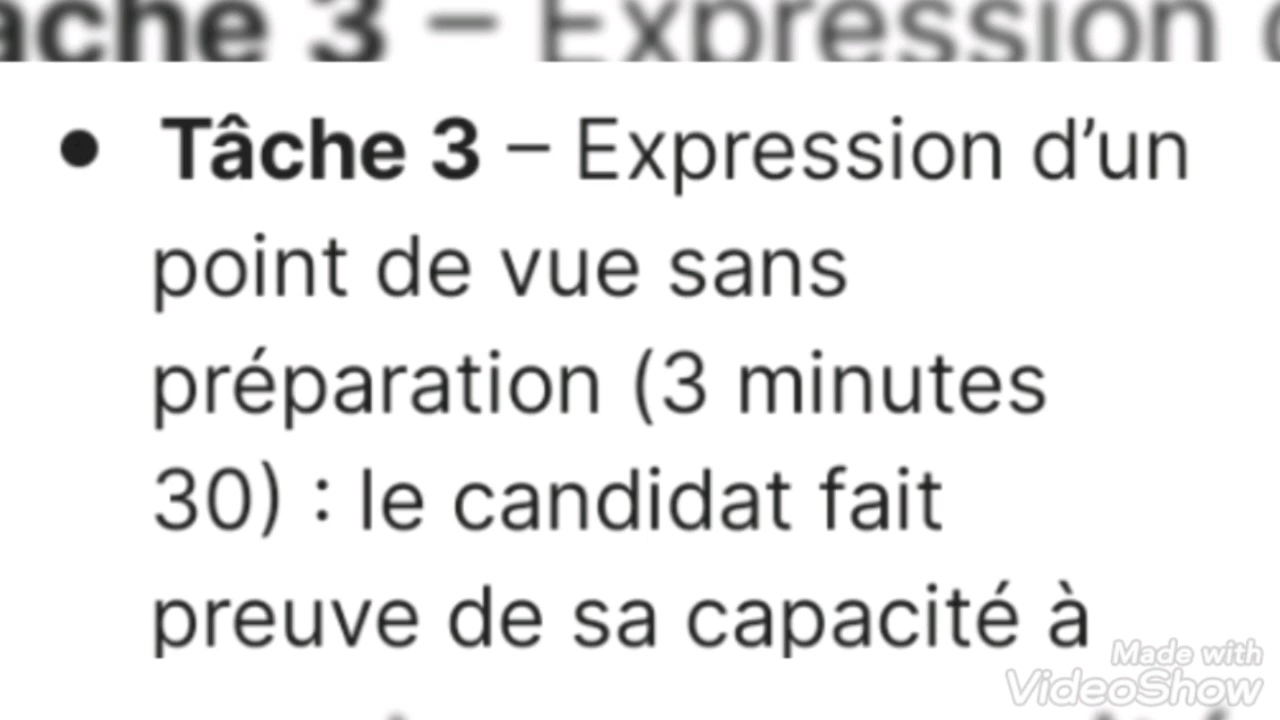 âche 3 – Expression d
• Tâche 3 – Expression d’un
point de vue sans
préparation (3 minutes
30) : le candidat fait
preuve de sa capacité à
Made with
VideoShow